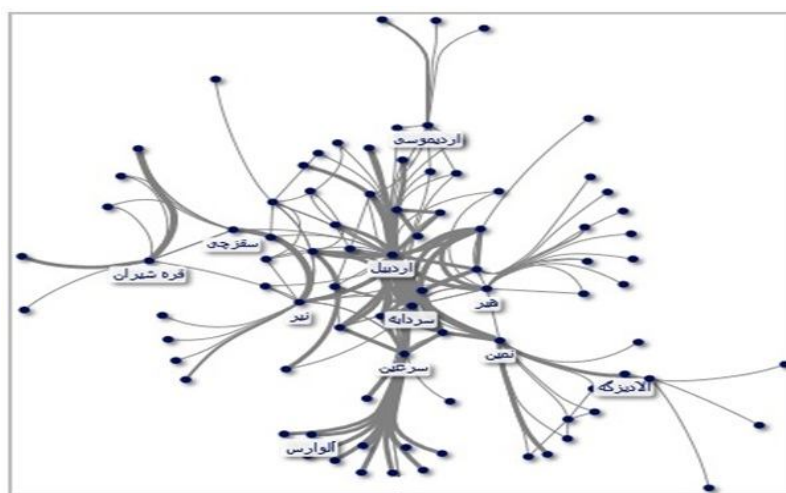 اردیموسی
سقزچی
اردبیل
قره شیران
هیر
نیر
سردابه
نمین
سرعین
آلادیزگه
آلوارس